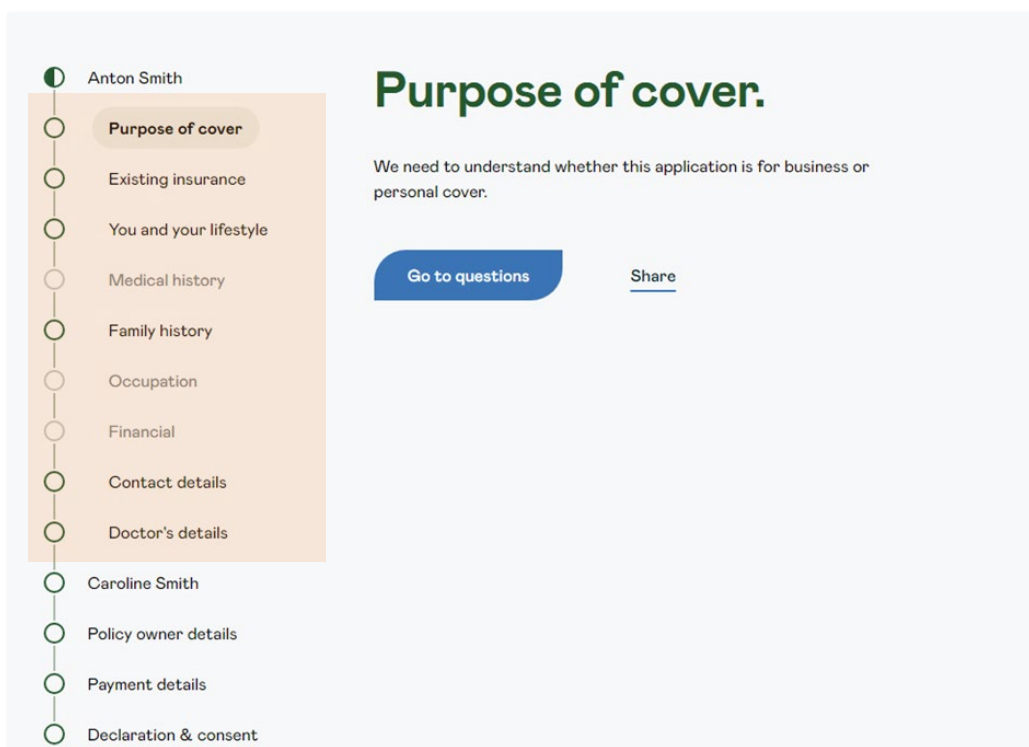 Anton Smith
Purpose of cover
Existing insurance
You and your lifestyle
Medical history
Family history
Occupation
Financial
Contact details
Doctor's details
Caroline Smith
Policy owner details
Payment details
Declaration & consent
Purpose of cover.
We need to understand whether this application is for business or
personal cover.
Go to questions
Share